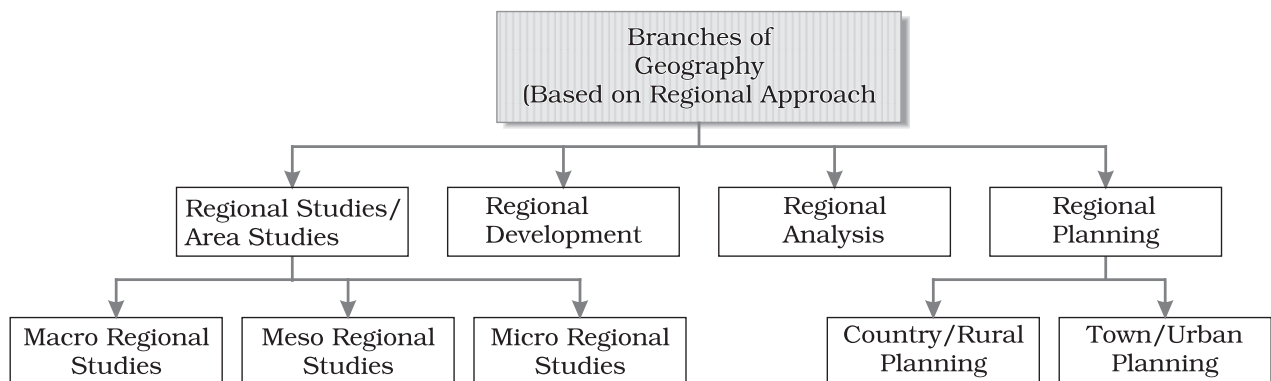 Branches of
Geography
(Based on Regional Approach
Regional Studies/
Area Studies
Regional
Development
Regional
Analysis
Regional
Planning
Macro Regional
Studies
Meso Regional
Studies
Micro Regional
Studies
Country/Rural
Planning
Town/Urban
Planning